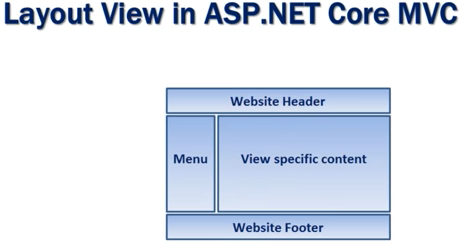 Layout View in ASP.NET Core MVC
Website Header
Menu
View specific content
Website Footer